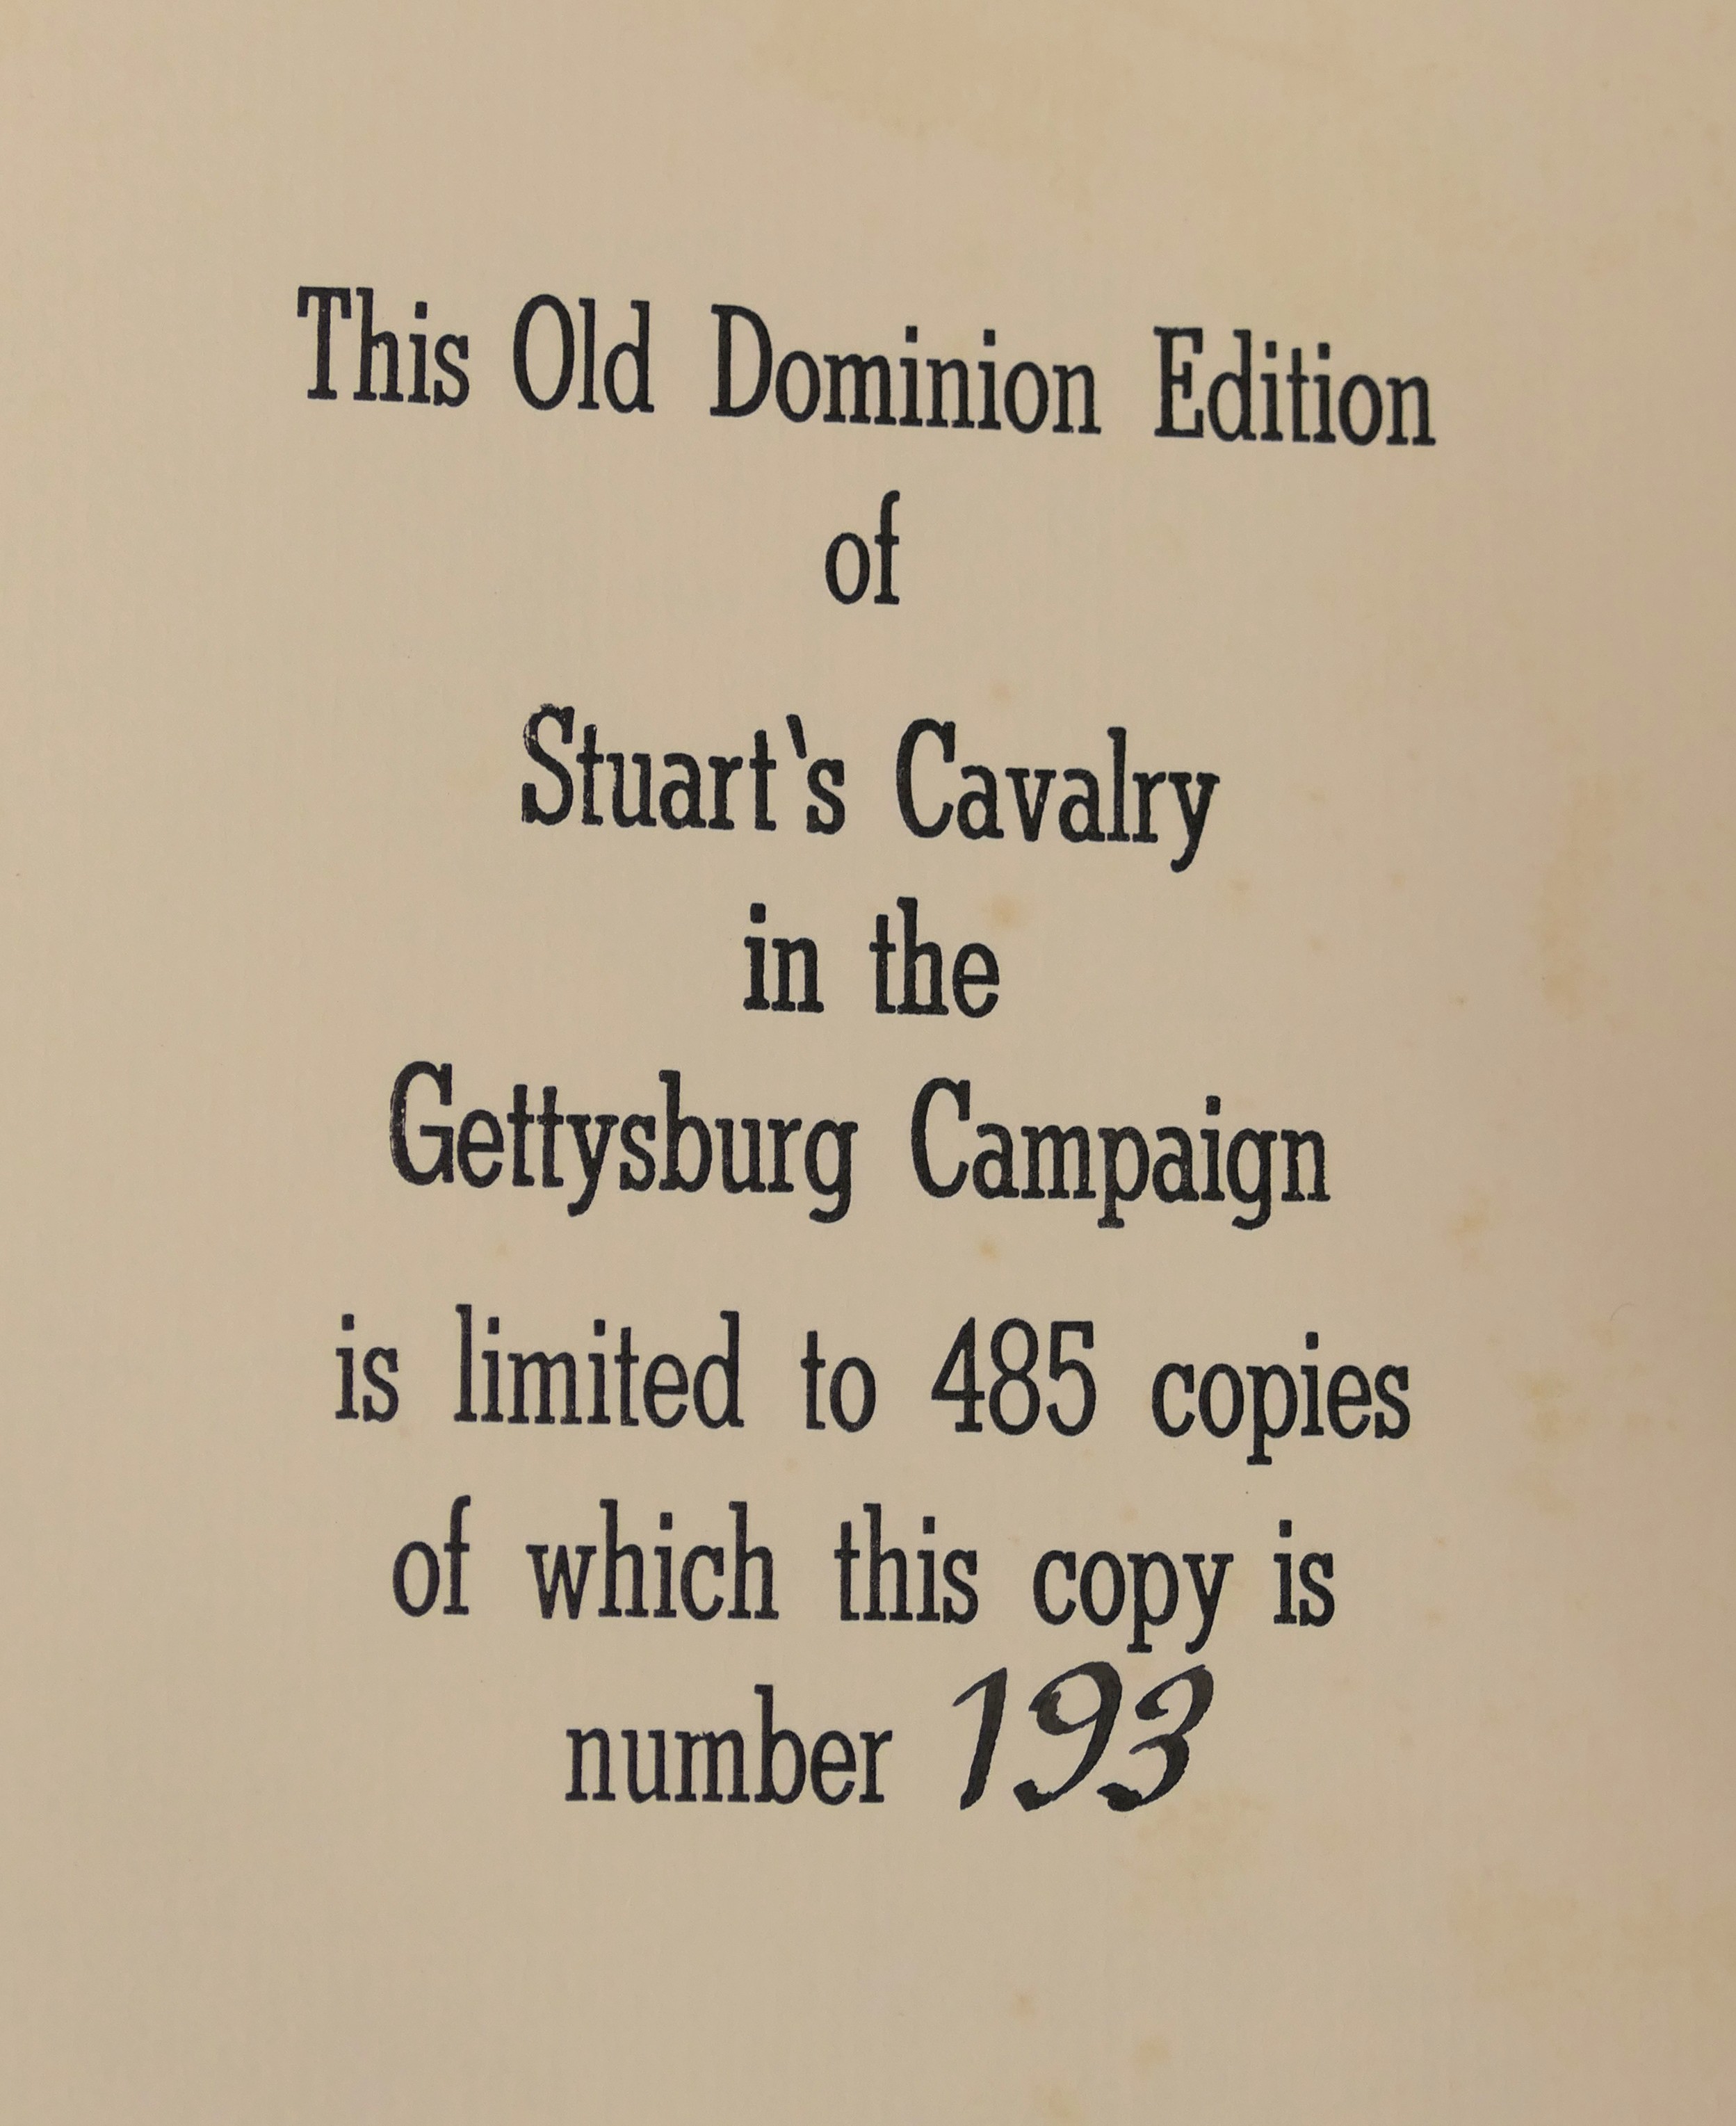 This Old Dominion Edition
of
Stuart‵s Cavalry
in the
Gettysburg Campaign
is limited to 485 copies
of which this copy is
number 193